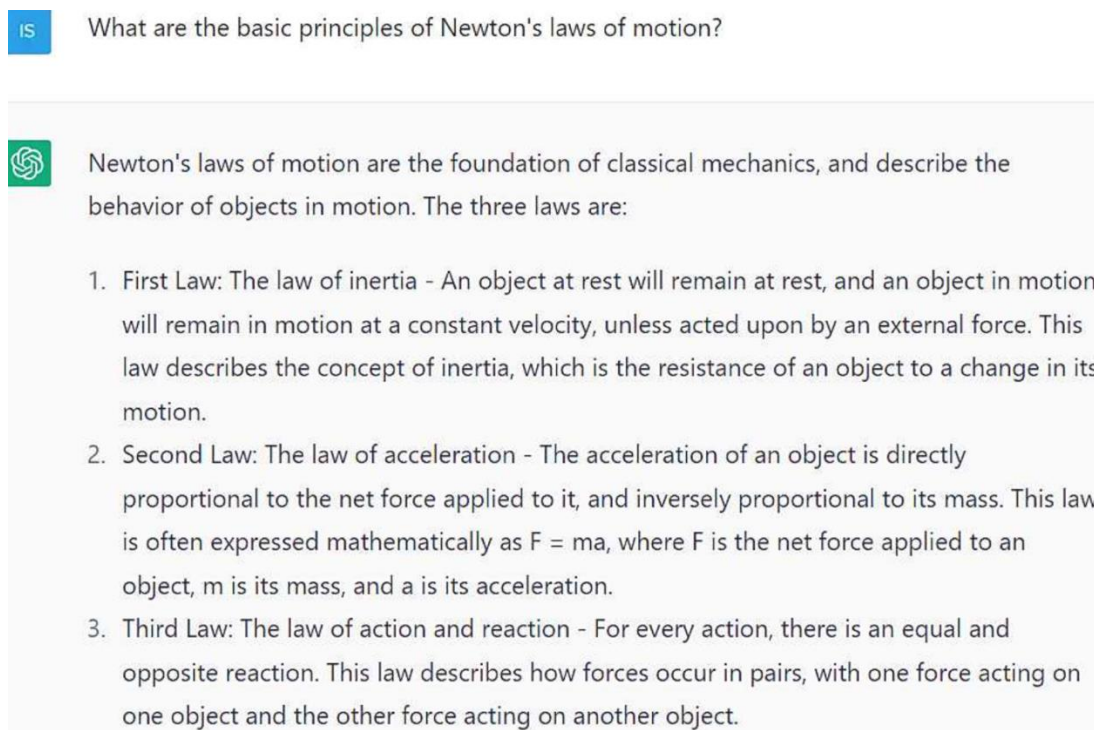 IS
What are the basic principles of Newton's laws of motion?
Newton's laws of motion are the foundation of classical mechanics, and describe the
behavior of objects in motion. The three laws are:
1. First Law: The law of inertia - An object at rest will remain at rest, and an object in motion
will remain in motion at a constant velocity, unless acted upon by an external force. This
law describes the concept of inertia, which is the resistance of an object to a change in its
motion.
2. Second Law: The law of acceleration - The acceleration of an object is directly
proportional to the net force applied to it, and inversely proportional to its mass. This law
is often expressed mathematically as F = ma, where F is the net force applied to an
object, m is its mass, and a is its acceleration.
3. Third Law: The law of action and reaction - For every action, there is an equal and
opposite reaction. This law describes how forces occur in pairs, with one force acting on
one object and the other force acting on another object.